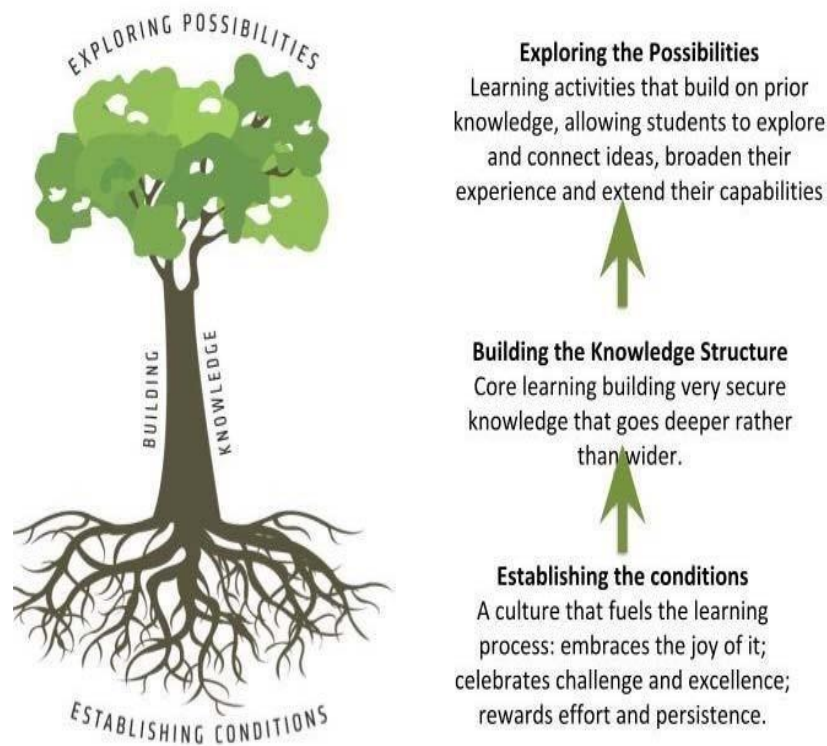 EXPLORING POSSIBILITIES
BUILDING
KNOWLEDGE
ESTABLISHING CONDITIONS
Exploring the Possibilities
Learning activities that build on prior
knowledge, allowing students to explore
and connect ideas, broaden their
experience and extend their capabilities
Building the Knowledge Structure
Core learning building very secure
knowledge that goes deeper rather
than wider.
Establishing the conditions
A culture that fuels the learning
process: embraces the joy of it;
celebrates challenge and excellence;
rewards effort and persistence.